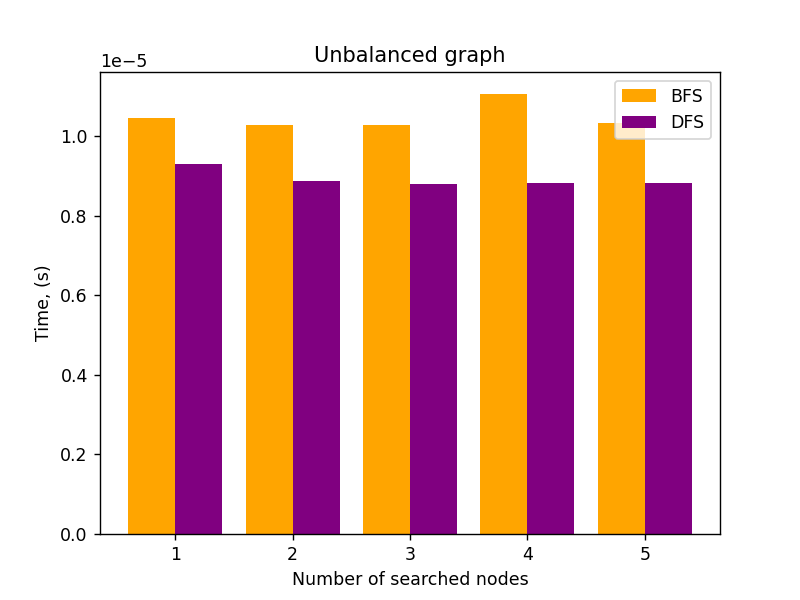 Unbalanced graph
1e−5
BFS
DFS
1.0
0.8
0.6
0.4
0.2
0.0
Time, (s)
1 2 3 4 5
Number of searched nodes